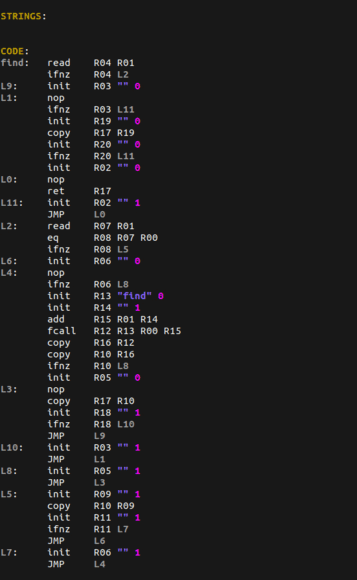 STRINGS:
CODE:
find: read R04 R01
ifnz R04 L2
L9: init R03 "" 0
L1: nop
ifnz R03 L11
init R19 "" 0
copy R17 R19
init R20 "" 0
ifnz R20 L11
init R02 "" 0
L0: nop
ret R17
L11: init R02 "" 1
JMP L0
L2: read R07 R01
eq R08 R07 R00
ifnz R08 L5
L6: init R06 "" 0
L4: nop
ifnz R06 L8
init R13 "find" 0
init R14 "" 1
add R15 R01 R14
fcall R12 R13 R00 R15
copy R16 R12
copy R10 R16
ifnz R10 L8
init R05 "" 0
L3: nop
copy R17 R10
init R18 "" 1
ifnz R18 L10
JMP L9
L10: init R03 "" 1
JMP L1
L8: init R05 "" 1
JMP L3
L5: init R09 "" 1
copy R10 R09
init R11 "" 1
ifnz R11 L7
JMP L6
L7: init R06 "" 1
JMP L4